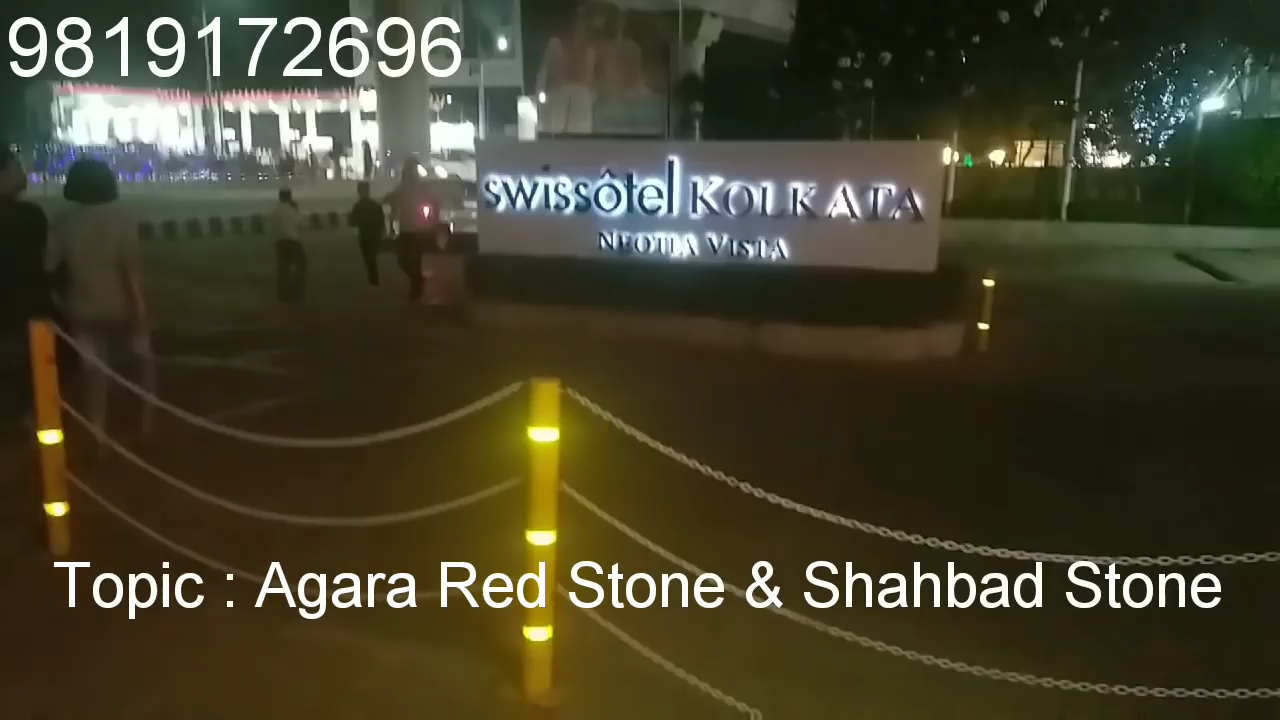 9819172696
swissôtel KOLKATA
NEOTIA VISTA
Topic : Agara Red Stone & Shahbad Stone